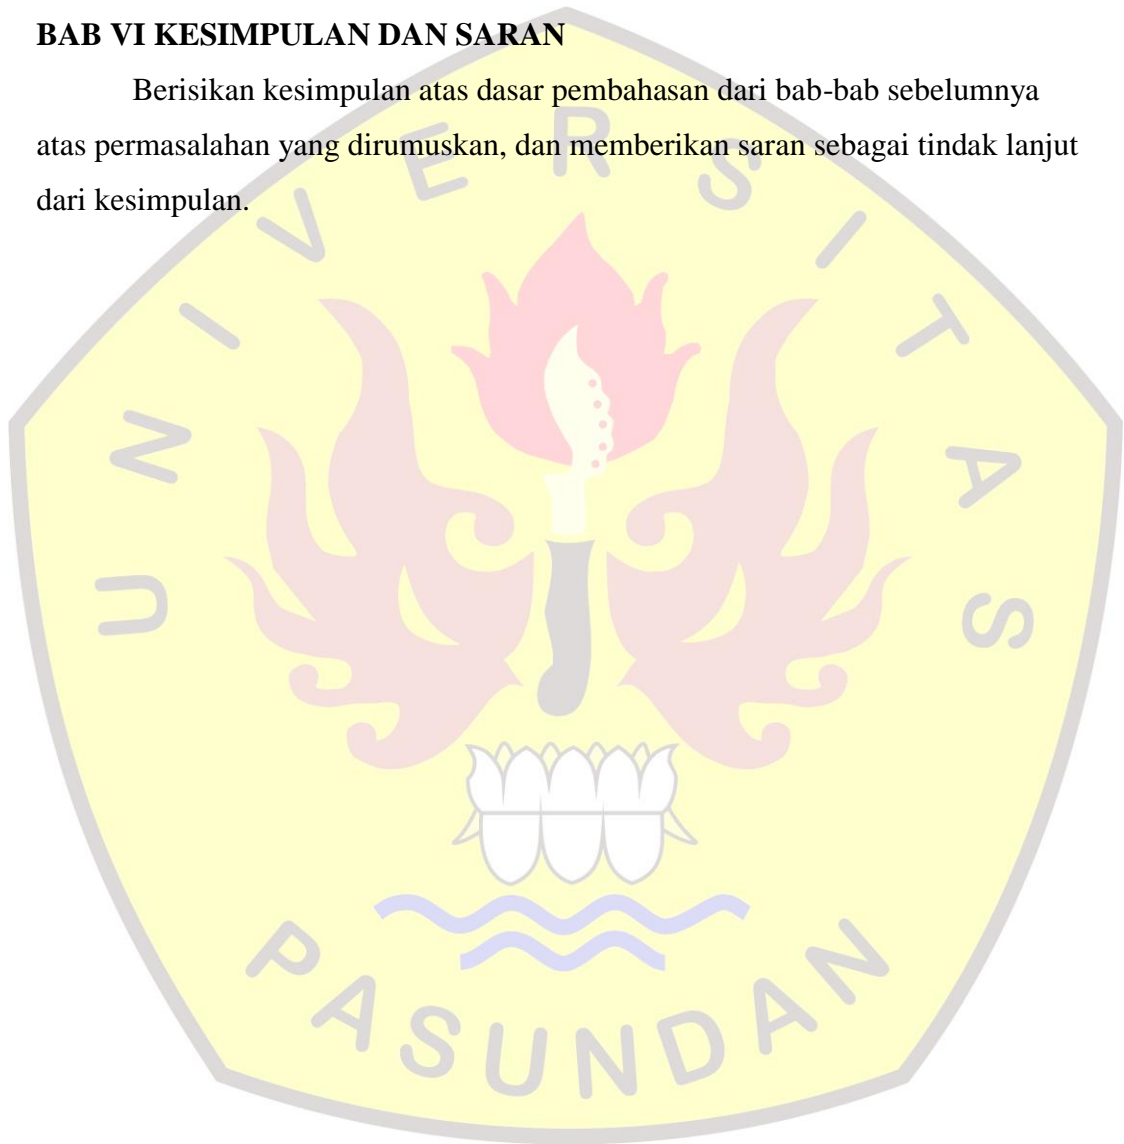 BAB VI KESIMPULAN DAN SARAN
Berisikan kesimpulan atas dasar pembahasan dari bab-bab sebelumnya
atas permasalahan yang dirumuskan, dan memberikan saran sebagai tindak lanjut
dari kesimpulan.
UNIVERSITAS
PASUNDAN